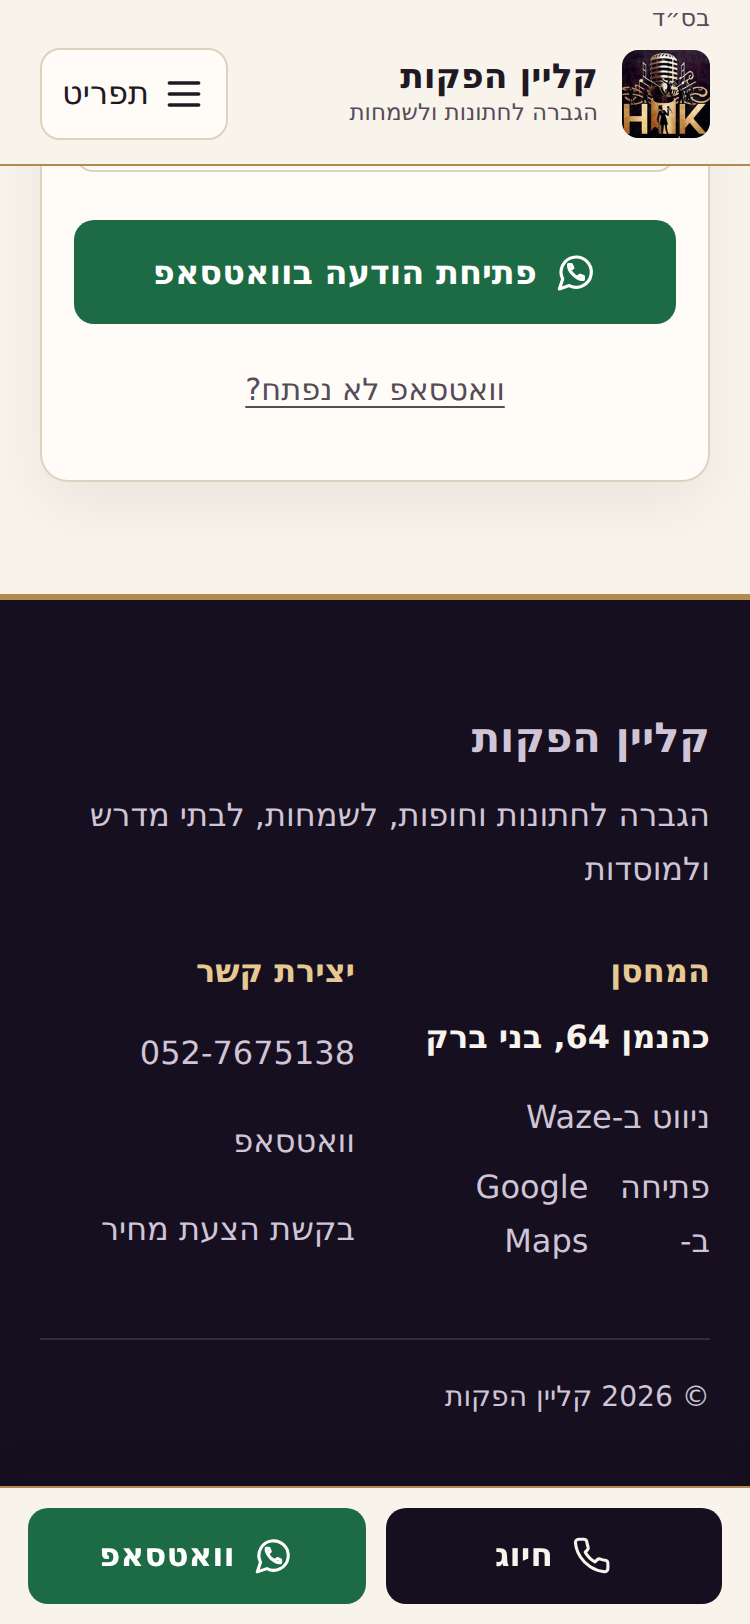 בס״ד
קליין הפקות
הגברה לחתונות ולשמחות
HK
תפריט
פתיחת הודעה בוואטסאפ
וואטסאפ לא נפתח?
קליין הפקות
הגברה לחתונות וחופות, לשמחות, לבתי מדרש
ולמוסדות
המחסן
כהנמן 64, בני ברק
ניווט ב-Waze
פתיחה ב- Google Maps
יצירת קשר
052-7675138
וואטסאפ
בקשת הצעת מחיר
© 2026 קליין הפקות
חיוג
וואטסאפ